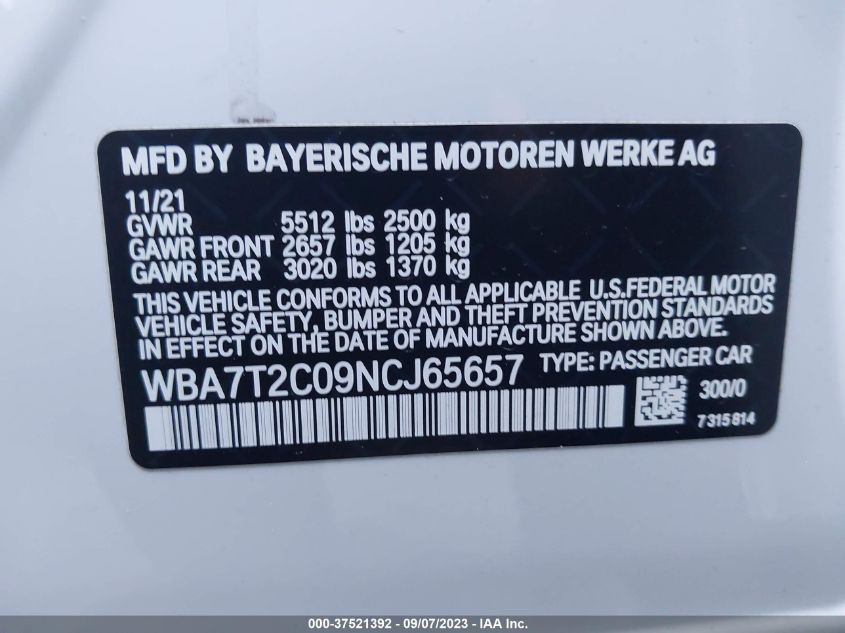 MFD BY BAYERISCHE MOTOREN WERKE AG
11/21
GVWR 5512 lbs 2500 kg
GAWR FRONT 2657 lbs 1205 kg
GAWR REAR 3020 lbs 1370 kg
THIS VEHICLE CONFORMS TO ALL APPLICABLE U.S.FEDERAL MOTOR
VEHICLE SAFETY, BUMPER AND THEFT PREVENTION STANDARDS
IN EFFECT ON THE DATE OF MANUFACTURE SHOWN ABOVE.
WBA7T2C09NCJ65657 TYPE: PASSENGER CAR
300/0
7315814
000-37521392 - 09/07/2023 - IAA Inc.